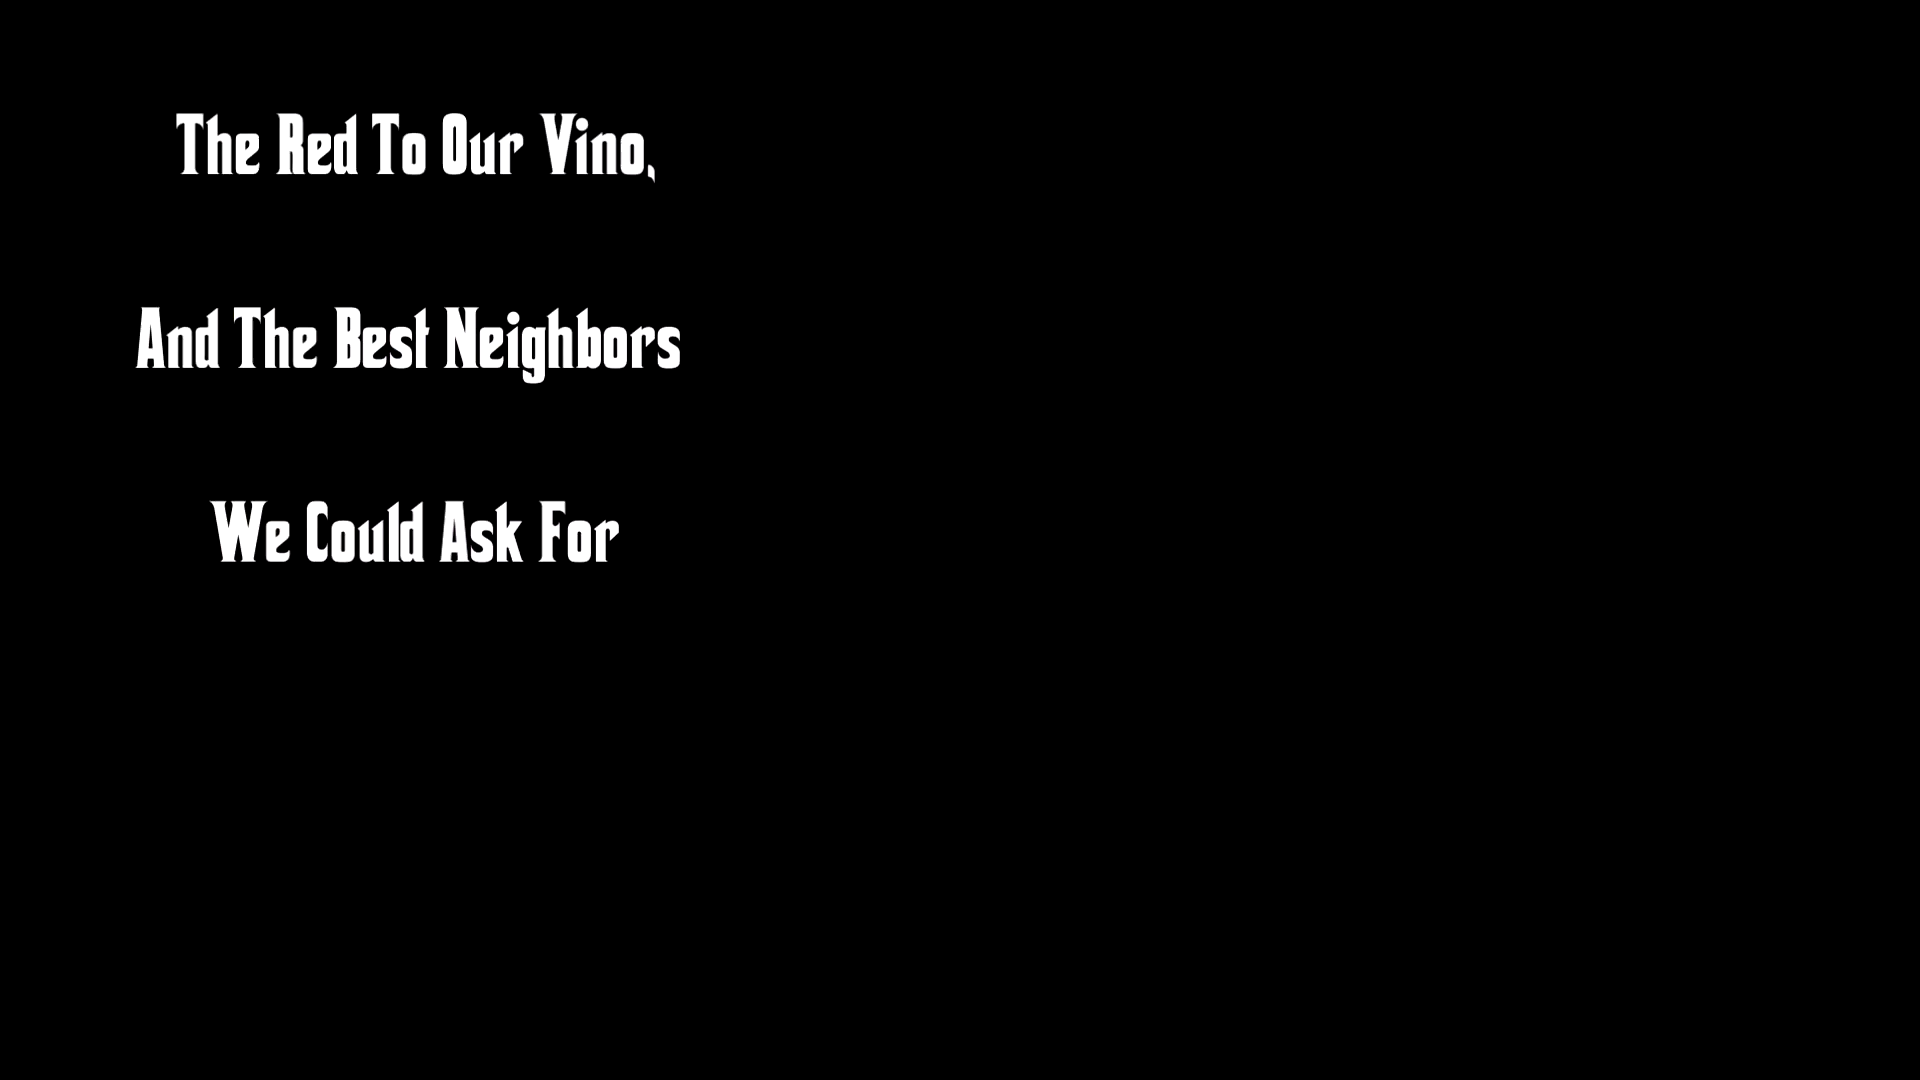 The Red To Our Vino,
And The Best Neighbors
We Could Ask For